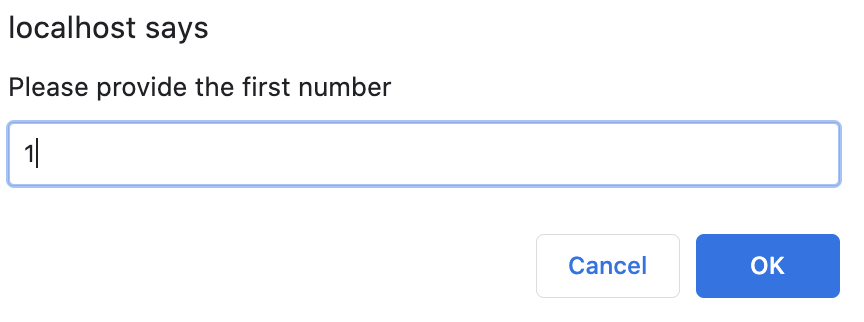 localhost says
Please provide the first number
1
Cancel OK